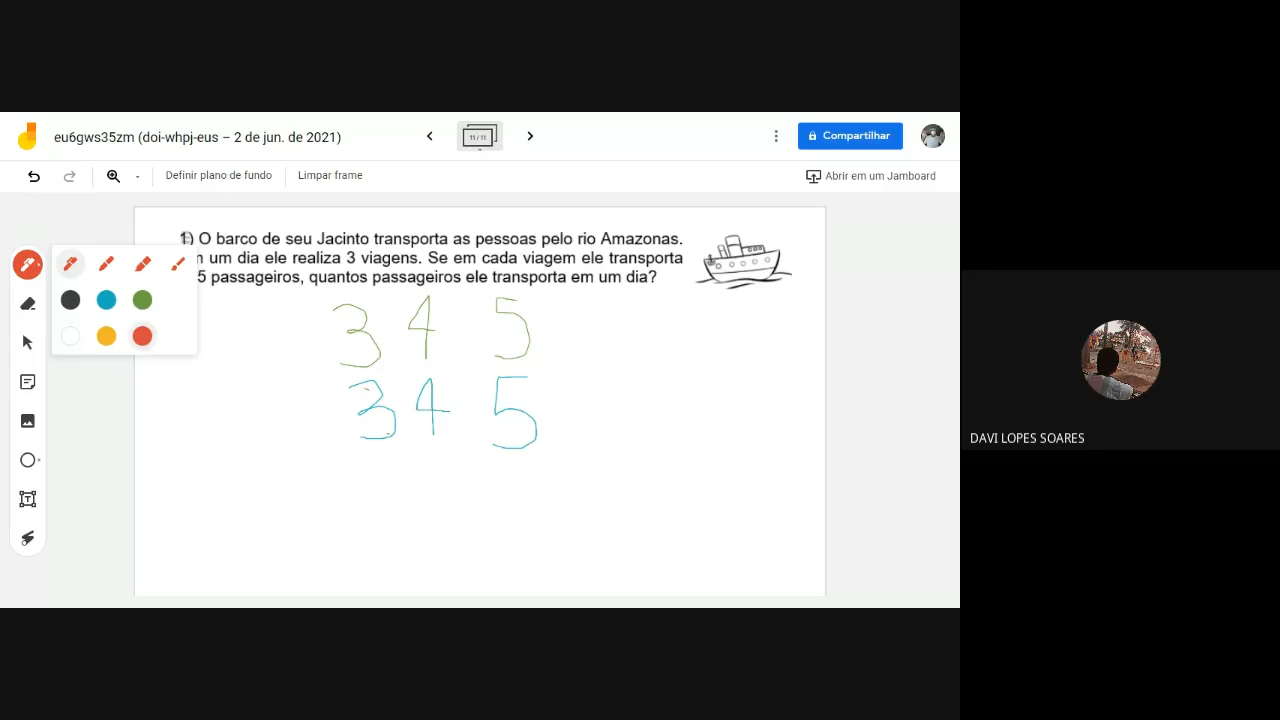 eu6gws35zm (doi-whpj-eus – 2 de jun. de 2021)
11 / 11
Compartilhar
Definir plano de fundo
Limpar frame
Abrir em um Jamboard
1) O barco de seu Jacinto transporta as pessoas pelo rio Amazonas.
um dia ele realiza 3 viagens. Se em cada viagem ele transporta
5 passageiros, quantos passageiros ele transporta em um dia?
3 4 5
3 4 5
DAVI LOPES SOARES